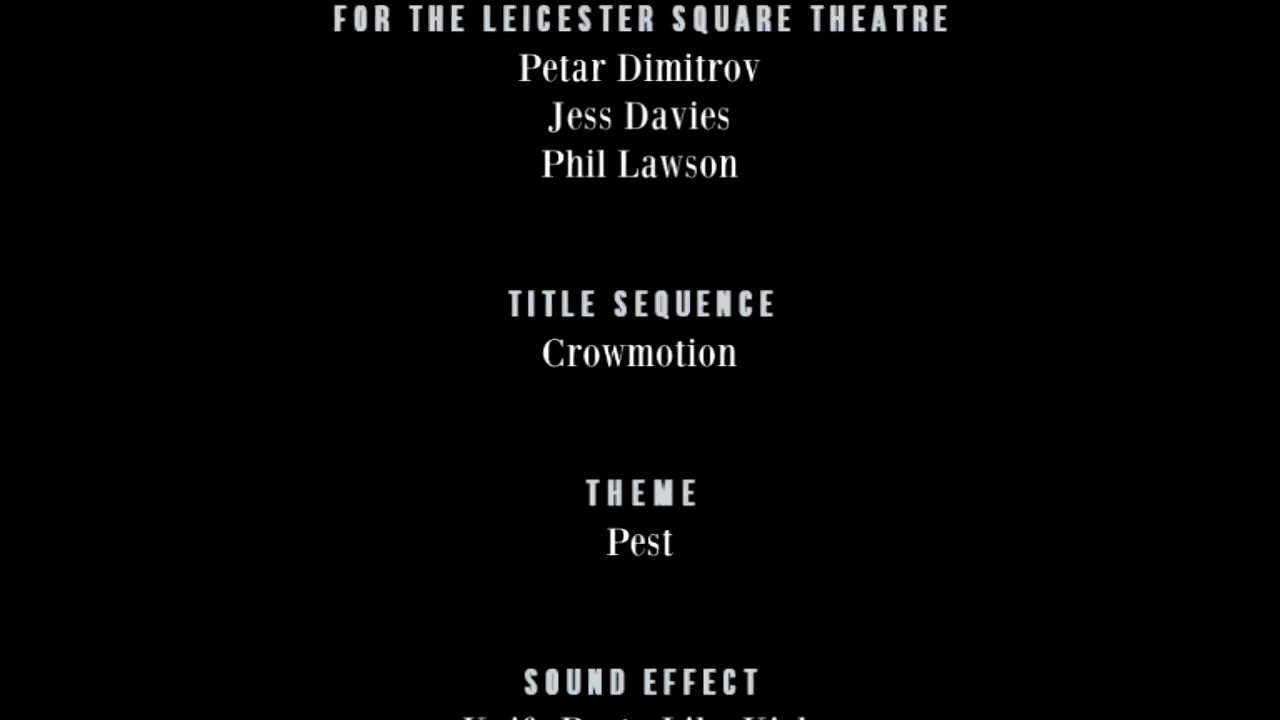 FOR THE LEICESTER SQUARE THEATRE
Petar Dimitrov
Jess Davies
Phil Lawson
TITLE SEQUENCE
Crowmotion
THEME
Pest
SOUND EFFECT